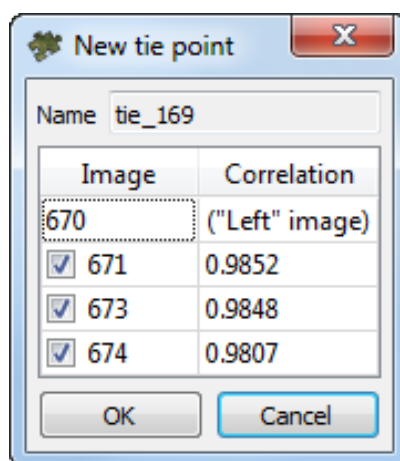 New tie point
Name tie_169
Image Correlation
670 ("Left" image)
671 0.9852
673 0.9848
674 0.9807
OK Cancel